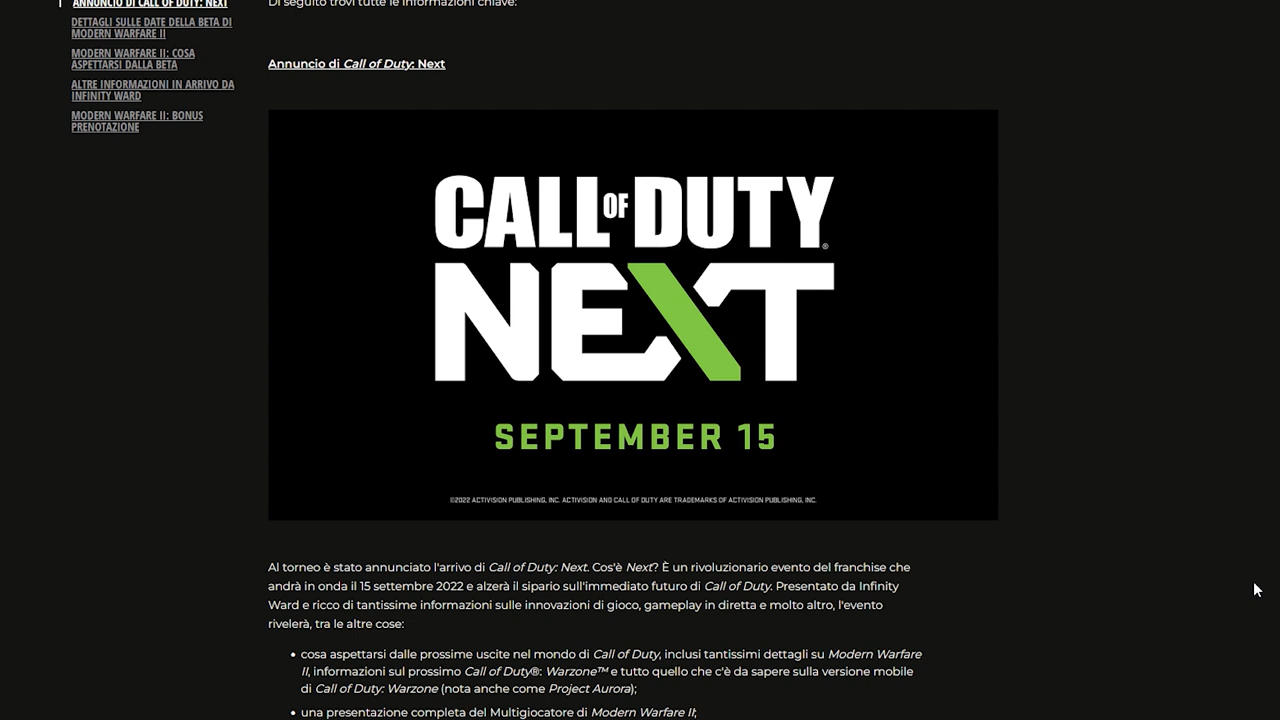 ANNUNCIO DI CALL OF DUTY: NEXT
DETTAGLI SULLE DATE DELLA BETA DI
MODERN WARFARE II
MODERN WARFARE II: COSA
ASPETTARSI DALLA BETA
ALTRE INFORMAZIONI IN ARRIVO DA
INFINITY WARD
MODERN WARFARE II: BONUS
PRENOTAZIONE
Di seguito trovi tutte le informazioni chiave:
Annuncio di Call of Duty: Next
CALL OF DUTY®
NEXT
SEPTEMBER 15
©2022 ACTIVISION PUBLISHING, INC. ACTIVISION AND CALL OF DUTY ARE TRADEMARKS OF ACTIVISION PUBLISHING, INC.
Al torneo è stato annunciato l'arrivo di Call of Duty: Next. Cos'è Next? È un rivoluzionario evento del franchise che
andrà in onda il 15 settembre 2022 e alzerà il sipario sull'immediato futuro di Call of Duty. Presentato da Infinity
Ward e ricco di tantissime informazioni sulle innovazioni di gioco, gameplay in diretta e molto altro, l'evento
rivelerà, tra le altre cose:
• cosa aspettarsi dalle prossime uscite nel mondo di Call of Duty, inclusi tantissimi dettagli su Modern Warfare
II, informazioni sul prossimo Call of Duty®: Warzone™ e tutto quello che c'è da sapere sulla versione mobile
di Call of Duty: Warzone (nota anche come Project Aurora);
• una presentazione completa del Multigiocatore di Modern Warfare II;